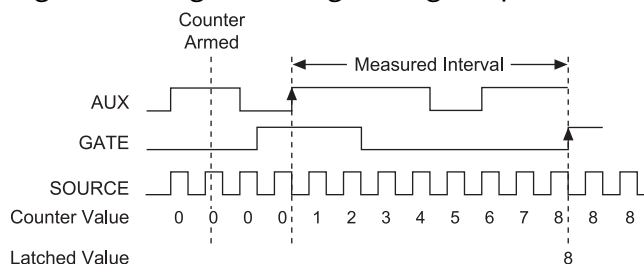 Counter
Armed
Measured Interval
AUX
GATE
SOURCE
Counter Value 0 0 0 0 1 2 3 4 5 6 7 8 8 8
Latched Value 8